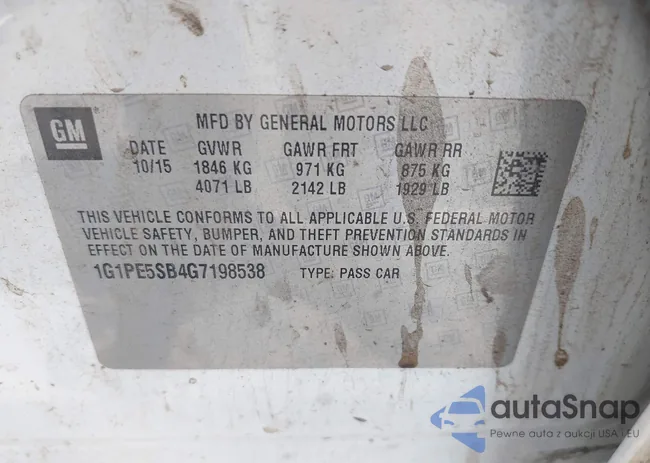 GM
MFD BY GENERAL MOTORS LLC
DATE GVWR GAWR FRT GAWR RR
10/15 1846 KG 971 KG 875 KG
4071 LB 2142 LB 1929 LB
THIS VEHICLE CONFORMS TO ALL APPLICABLE U.S. FEDERAL MOTOR
VEHICLE SAFETY, BUMPER, AND THEFT PREVENTION STANDARDS IN
EFFECT ON THE DATE OF MANUFACTURE SHOWN ABOVE.
1G1PE5SB4G7198538 TYPE: PASS CAR
autoSnap
Pewne auta z aukcji USA i EU